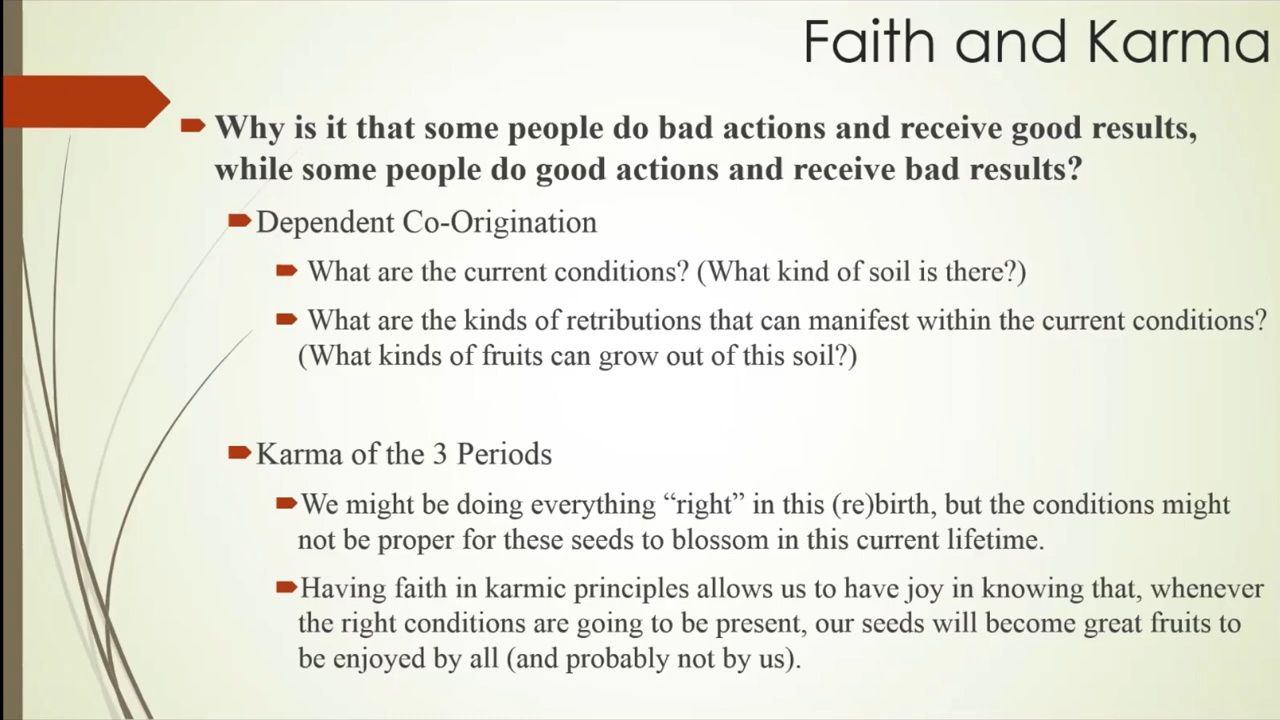 Faith and Karma
Why is it that some people do bad actions and receive good results,
while some people do good actions and receive bad results?
Dependent Co-Origination
What are the current conditions? (What kind of soil is there?)
What are the kinds of retributions that can manifest within the current conditions?
(What kinds of fruits can grow out of this soil?)
Karma of the 3 Periods
We might be doing everything “right” in this (re)birth, but the conditions might
not be proper for these seeds to blossom in this current lifetime.
Having faith in karmic principles allows us to have joy in knowing that, whenever
the right conditions are going to be present, our seeds will become great fruits to
be enjoyed by all (and probably not by us).